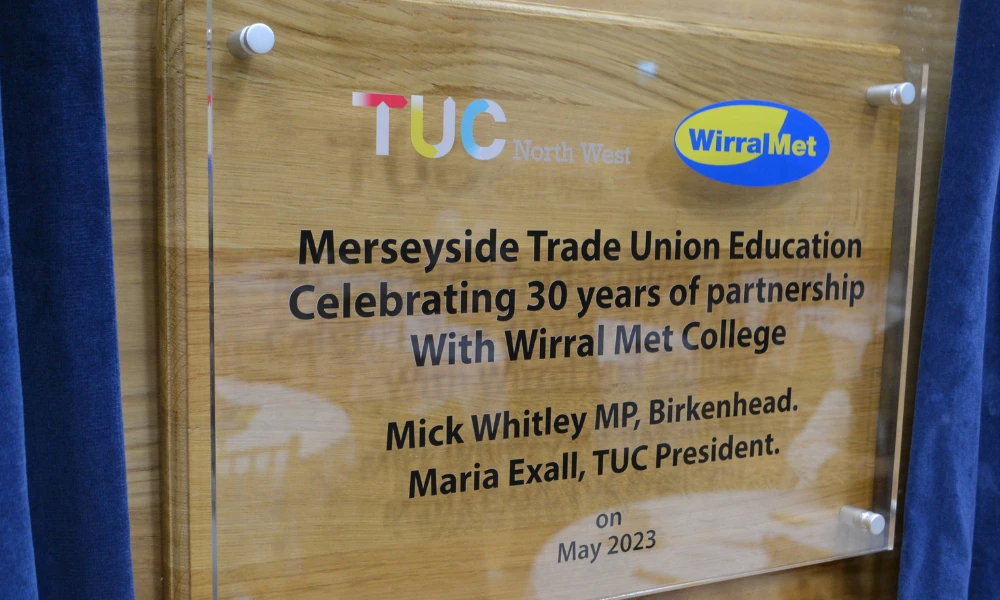 TUC North West
WirralMet
Merseyside Trade Union Education
Celebrating 30 years of partnership
With Wirral Met College
Mick Whitley MP, Birkenhead.
Maria Exall, TUC President.
on
May 2023